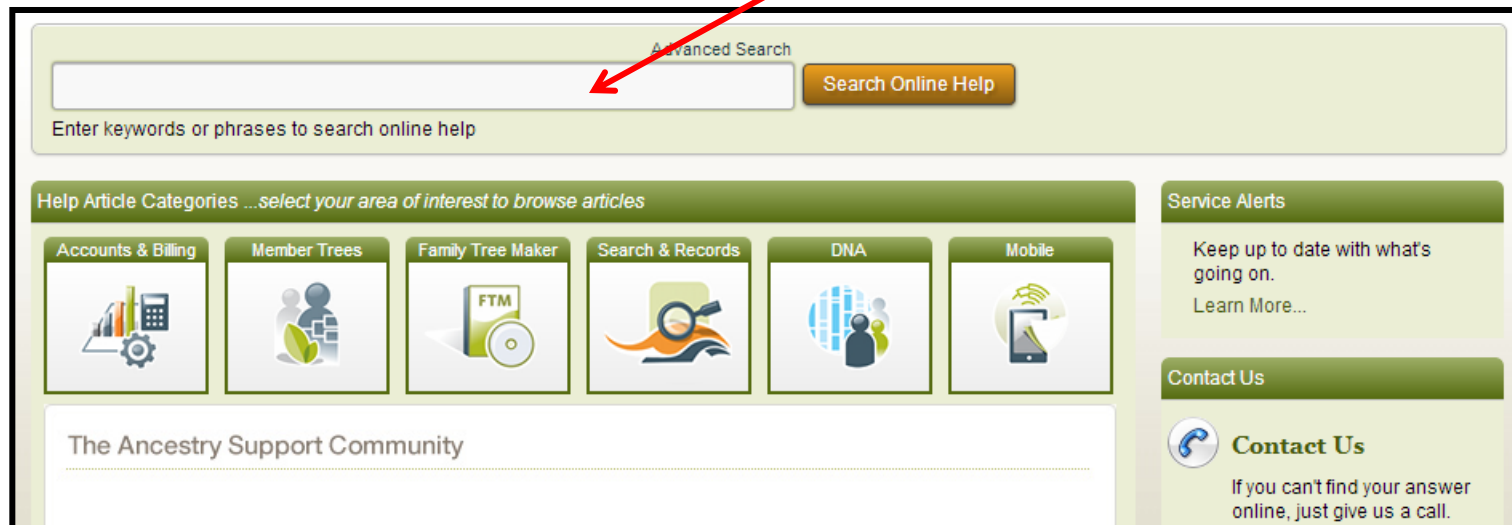 Advanced Search
Search Online Help
Enter keywords or phrases to search online help
Help Article Categories ...select your area of interest to browse articles
Accounts & Billing
Member Trees
Family Tree Maker
Search & Records
DNA
Mobile
FTM
The Ancestry Support Community
Service Alerts
Keep up to date with what's
going on.
Learn More...
Contact Us
Contact Us
If you can't find your answer
online, just give us a call.